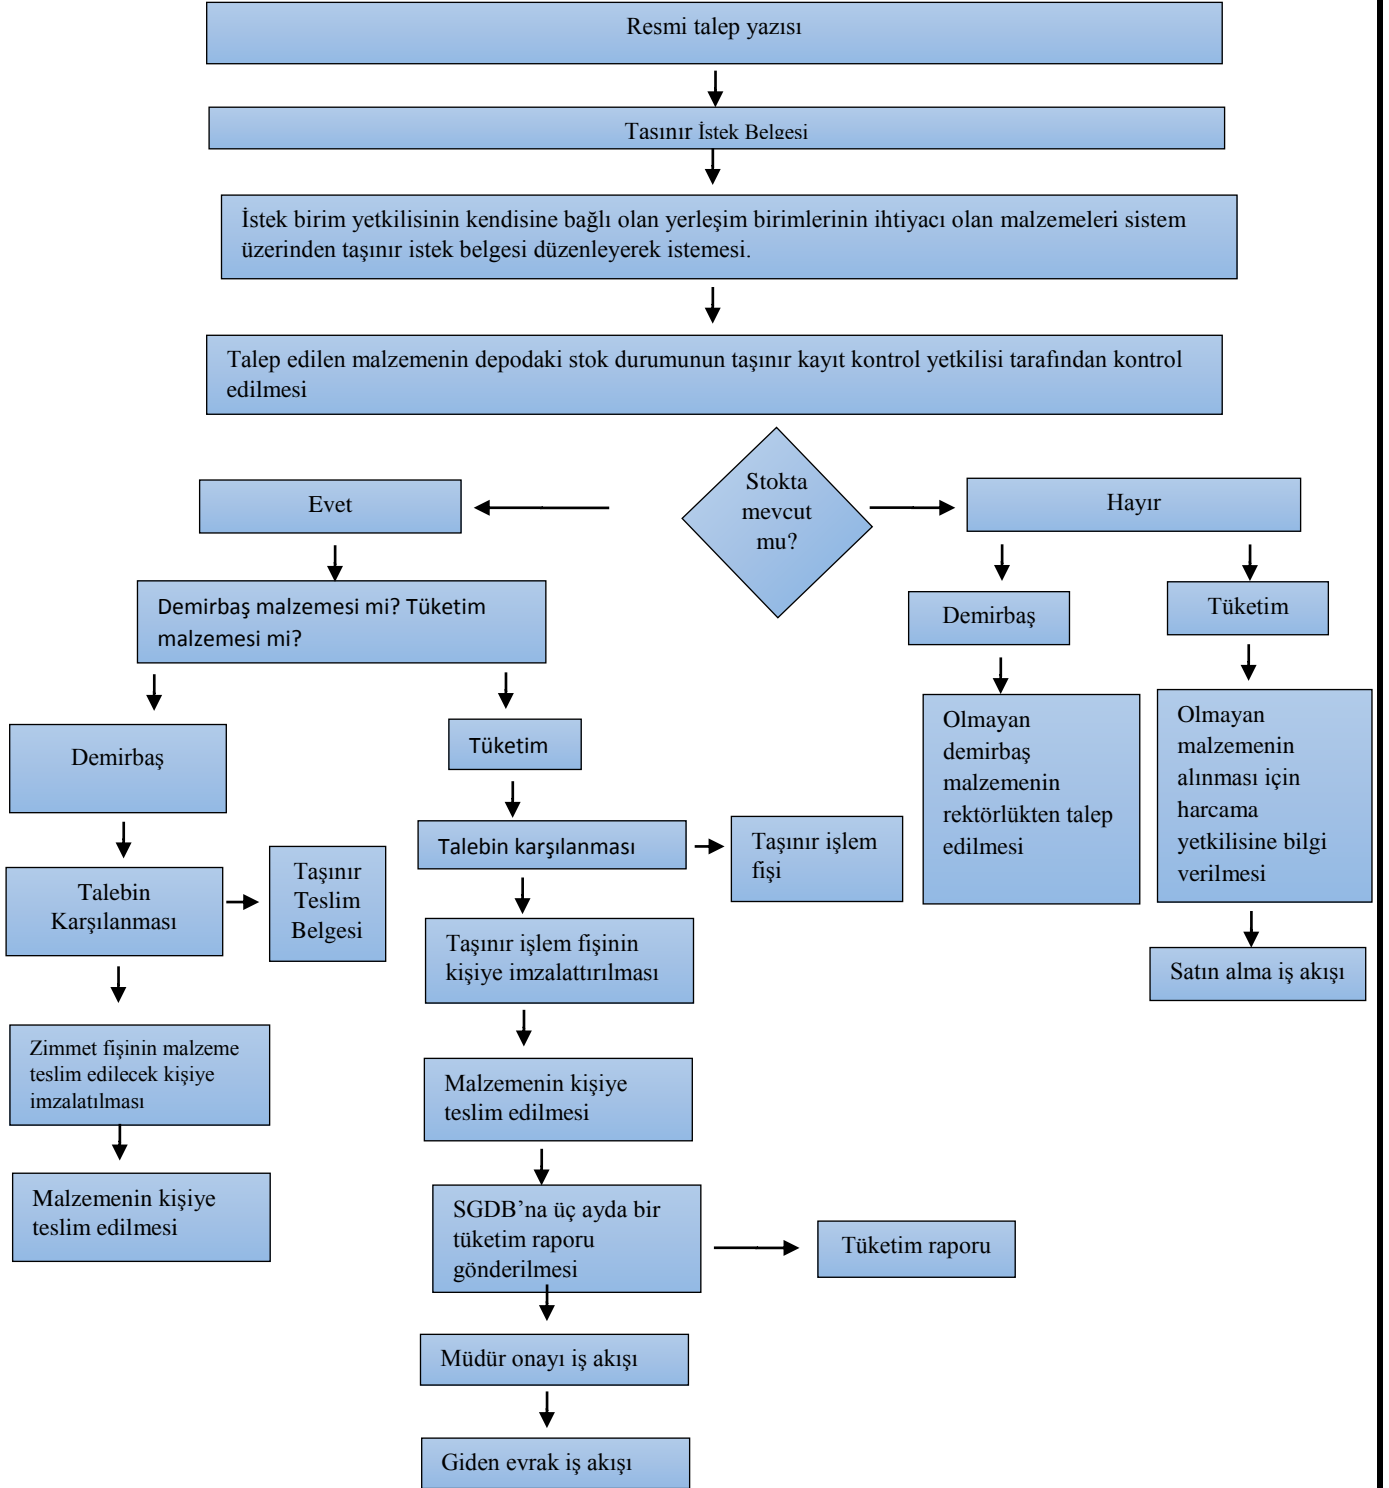 Resmi talep yazısı
Tasınır İstek Belgesi
İstek birim yetkilisinin kendisine bağlı olan yerleşim birimlerinin ihtiyacı olan malzemeleri sistem
üzerinden taşınır istek belgesi düzenleyerek istemesi.
Talep edilen malzemenin depodaki stok durumunun taşınır kayıt kontrol yetkilisi tarafından kontrol
edilmesi
Stokta
mevcut
mu?
Evet
Hayır
Demirbaş malzemesi mi? Tüketim
malzemesi mi?
Demirbaş
Tüketim
Demirbaş
Tüketim
Olmayan
demirbaş
malzemenin
rektörlükten talep
edilmesi
Olmayan
malzemenin
alınması için
harcama
yetkilisine bilgi
verilmesi
Talebin karşılanması
Taşınır işlem
fişi
Talebin
Karşılanması
Taşınır
Teslim
Belgesi
Taşınır işlem fişinin
kişiye imzalattırılması
Satın alma iş akışı
Zimmet fişinin malzeme
teslim edilecek kişiye
imzalatılması
Malzemenin kişiye
teslim edilmesi
Malzemenin kişiye
teslim edilmesi
SGDB’na üç ayda bir
tüketim raporu
gönderilmesi
Tüketim raporu
Müdür onayı iş akışı
Giden evrak iş akışı